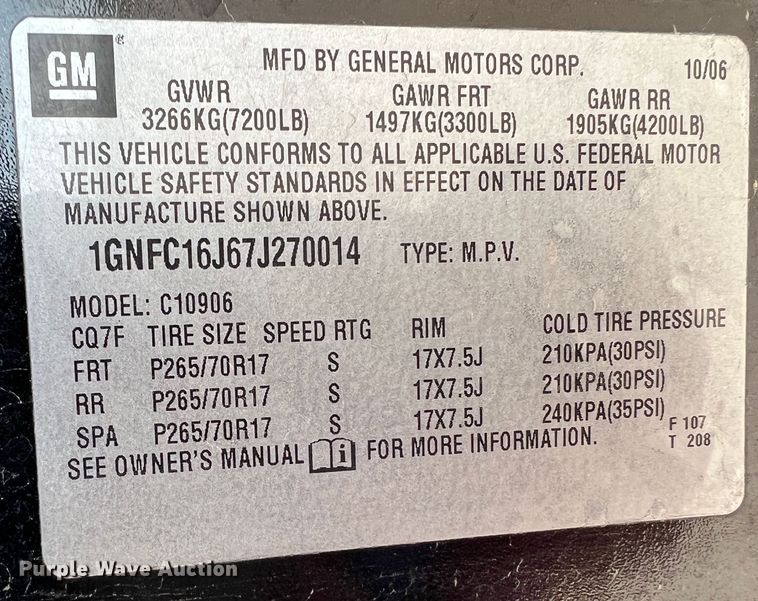 GM ®
MFD BY GENERAL MOTORS CORP. 10/06
GVWR GAWR FRT GAWR RR
3266KG(7200LB) 1497KG(3300LB) 1905KG(4200LB)
THIS VEHICLE CONFORMS TO ALL APPLICABLE U.S. FEDERAL MOTOR
VEHICLE SAFETY STANDARDS IN EFFECT ON THE DATE OF
MANUFACTURE SHOWN ABOVE.
1GNFC16J67J270014 TYPE: M.P.V.
MODEL: C10906
CQ7F TIRE SIZE SPEED RTG RIM COLD TIRE PRESSURE
FRT P265/70R17 S 17X7.5J 210KPA(30PSI)
RR P265/70R17 S 17X7.5J 210KPA(30PSI)
SPA P265/70R17 S 17X7.5J 240KPA(35PSI)
F 107
SEE OWNER'S MANUAL i FOR MORE INFORMATION. T 208
Purple Wave Auction